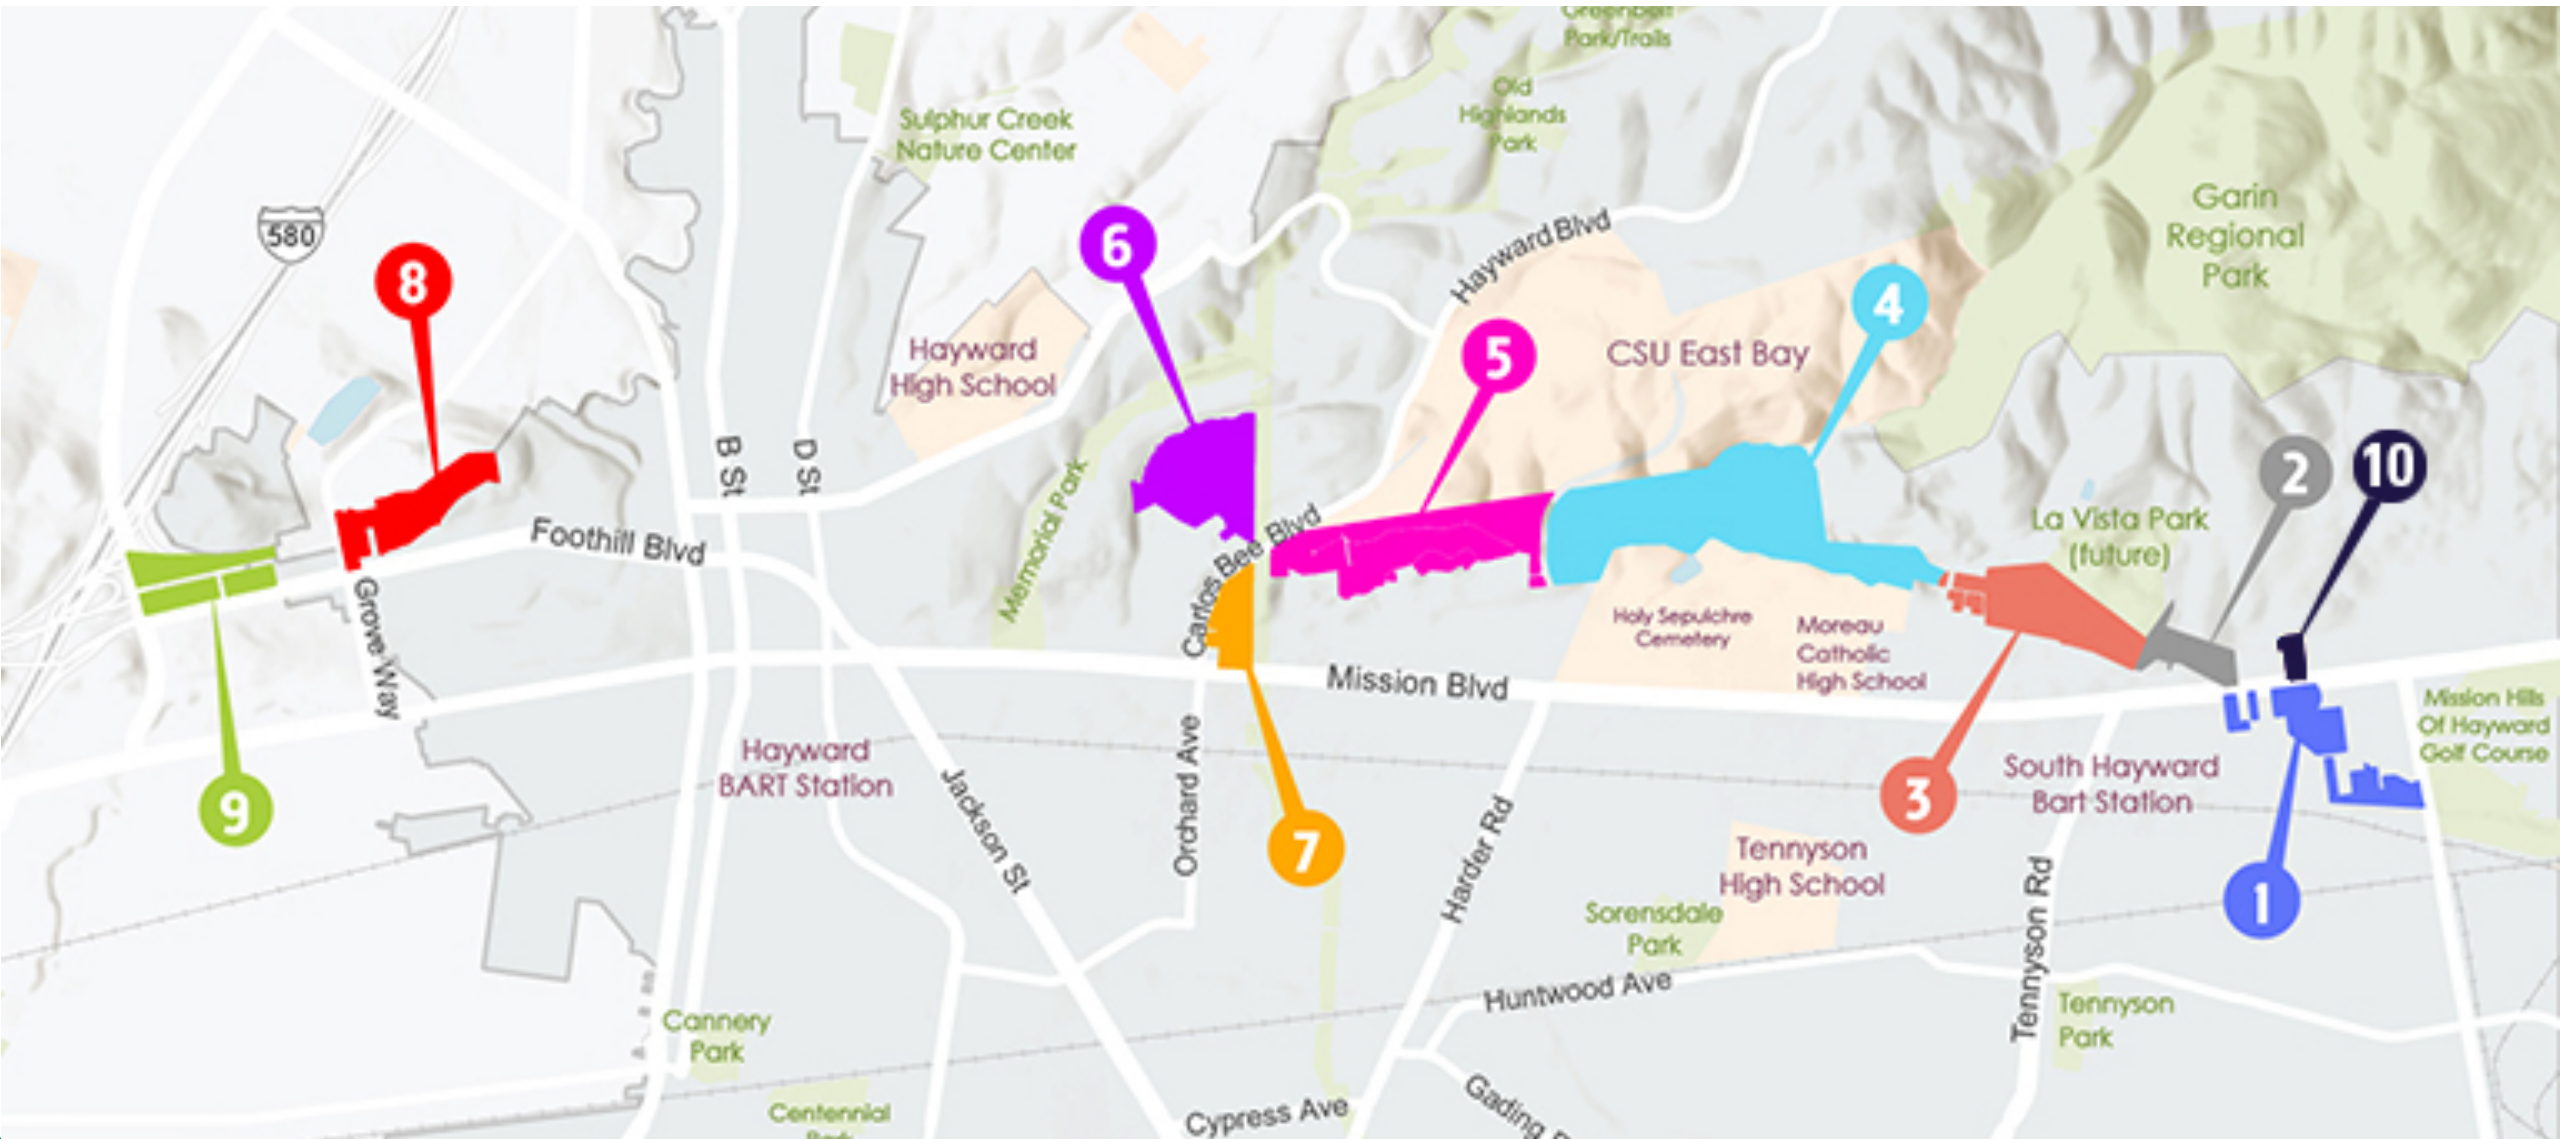 Greenbelt
Park/Trails
Old
Highlands
Park
Sulphur Creek
Nature Center
580
8
6
Hayward Blvd
Garin
Regional
Park
4
5
CSU East Bay
Hayward
High School
B St
D St
2
10
Memorial Park
Foothill Blvd
Carlos Bee Blvd
La Vista Park
(future)
Grove Way
Holy Sepulchre
Cemetery
Moreau
Catholic
High School
Mission Blvd
Mission Hills
Of Hayward
Golf Course
9
Hayward
BART Station
Jackson St
Orchard Ave
7
Harder Rd
3
South Hayward
Bart Station
Tennyson
High School
Sorensdale
Park
1
Tennyson Rd
Huntwood Ave
Tennyson
Park
Cannery
Park
Centennial
Park
Cypress Ave
Gading